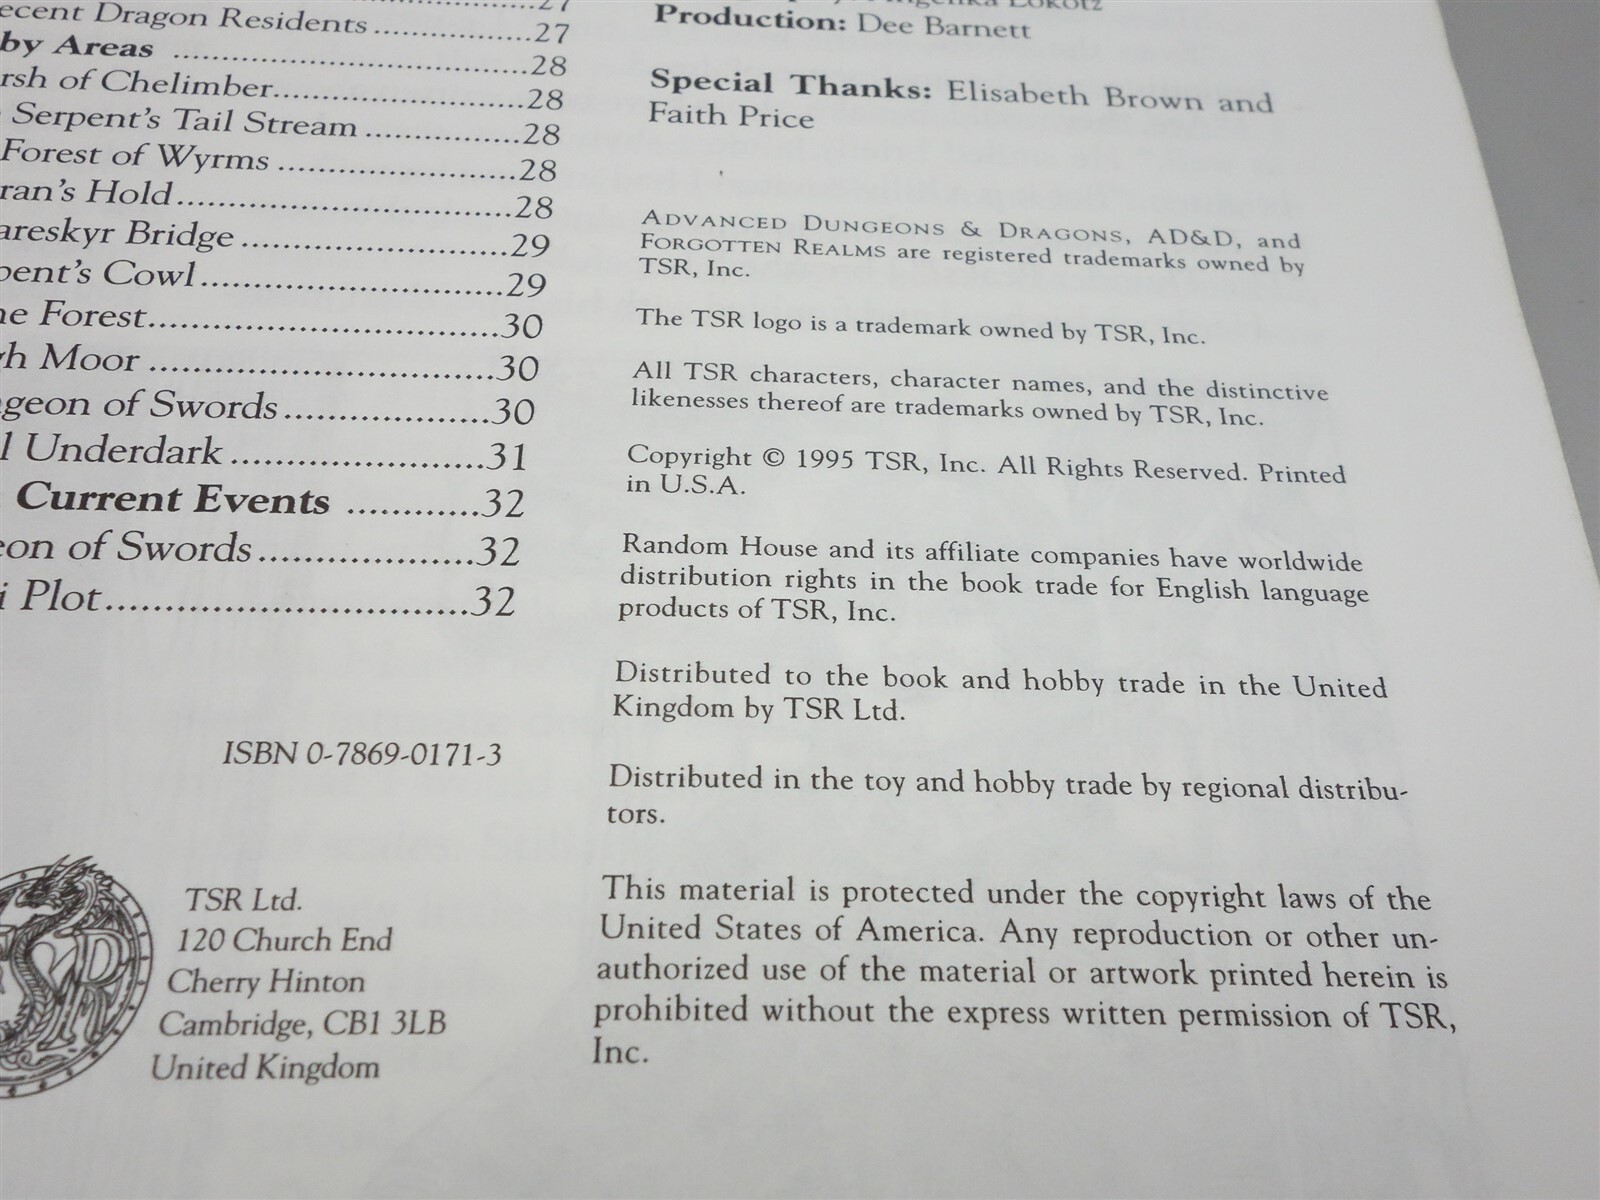 ecent Dragon Residents....................27
by Areas ....................28
rsh of Chelimber....................28
Serpent's Tail Stream ....................28
Forest of Wyrms ....................28
ran's Hold....................28
areskyr Bridge ....................29
pent's Cowl....................29
ne Forest....................30
gh Moor ....................30
geon of Swords....................30
l Underdark ....................31
Current Events ............32
eon of Swords....................32
i Plot....................32
ISBN 0-7869-0171-3
TSR Ltd.
120 Church End
Cherry Hinton
Cambridge, CB1 3LB
United Kingdom
TSR
Production: Dee Barnett
Special Thanks: Elisabeth Brown and
Faith Price
ADVANCED DUNGEONS & DRAGONS, AD&D, and
FORGOTTEN REALMS are registered trademarks owned by
TSR, Inc.
The TSR logo is a trademark owned by TSR, Inc.
All TSR characters, character names, and the distinctive
likenesses thereof are trademarks owned by TSR, Inc.
Copyright © 1995 TSR, Inc. All Rights Reserved. Printed
in U.S.A.
Random House and its affiliate companies have worldwide
distribution rights in the book trade for English language
products of TSR, Inc.
Distributed to the book and hobby trade in the United
Kingdom by TSR Ltd.
Distributed in the toy and hobby trade by regional distribu-
tors.
This material is protected under the copyright laws of the
United States of America. Any reproduction or other un-
authorized use of the material or artwork printed herein is
prohibited without the express written permission of TSR,
Inc.